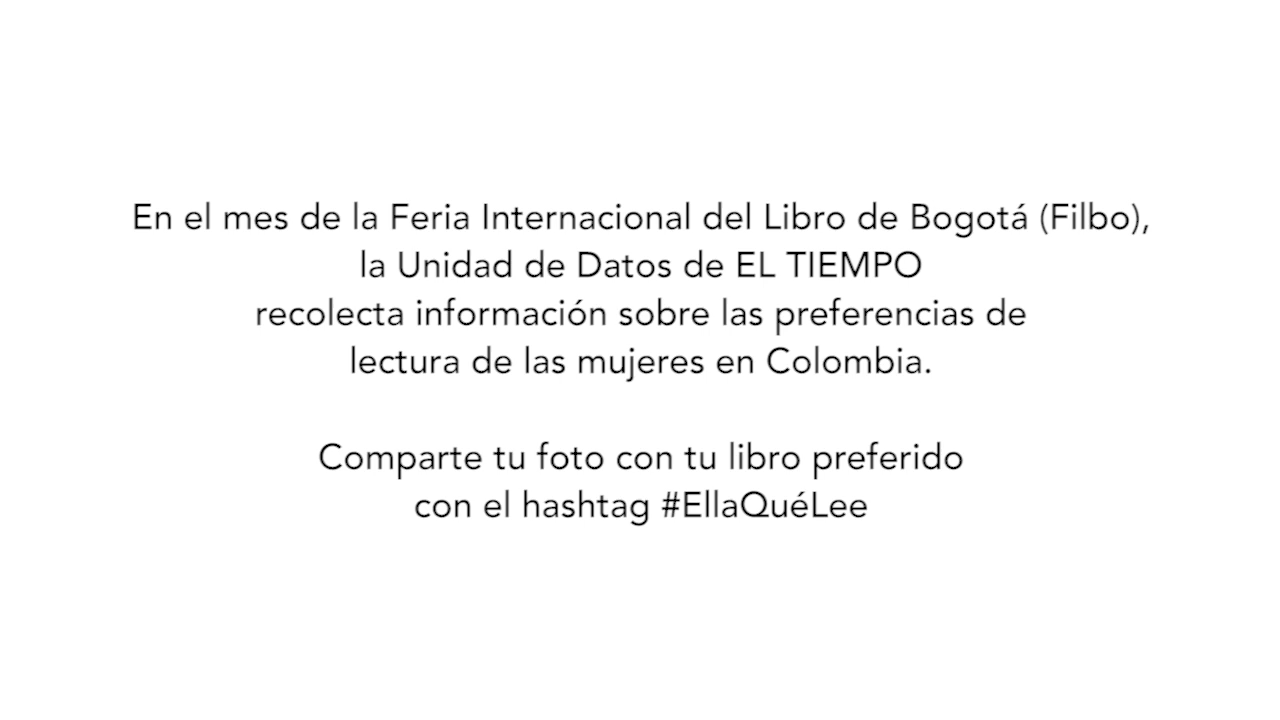 En el mes de la Feria Internacional del Libro de Bogotá (Filbo),
la Unidad de Datos de EL TIEMPO
recolecta información sobre las preferencias de
lectura de las mujeres en Colombia.
Comparte tu foto con tu libro preferido
con el hashtag #EllaQuéLee